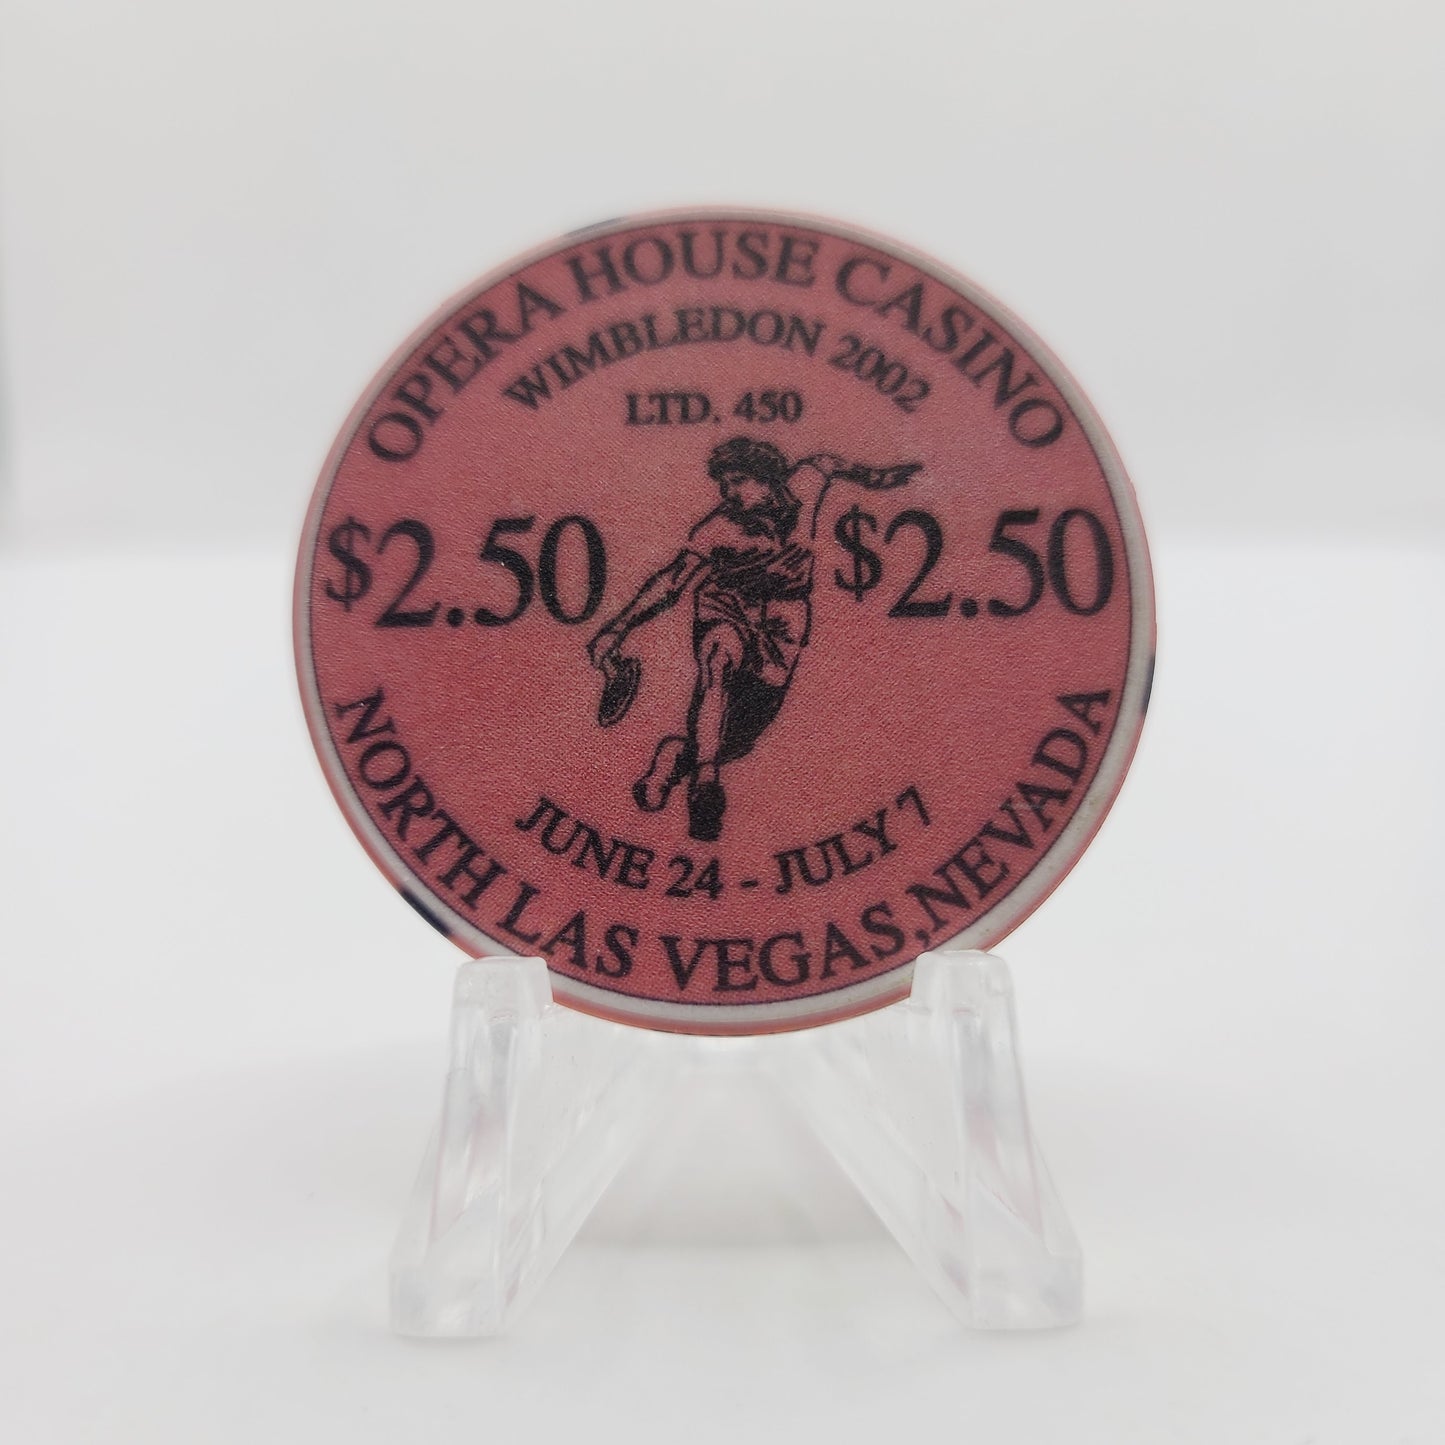 OPERA HOUSE CASINO
WIMBLEDON 2002
LTD. 450
$2.50 $2.50
JUNE 24 - JULY 7
NORTH LAS VEGAS, NEVADA